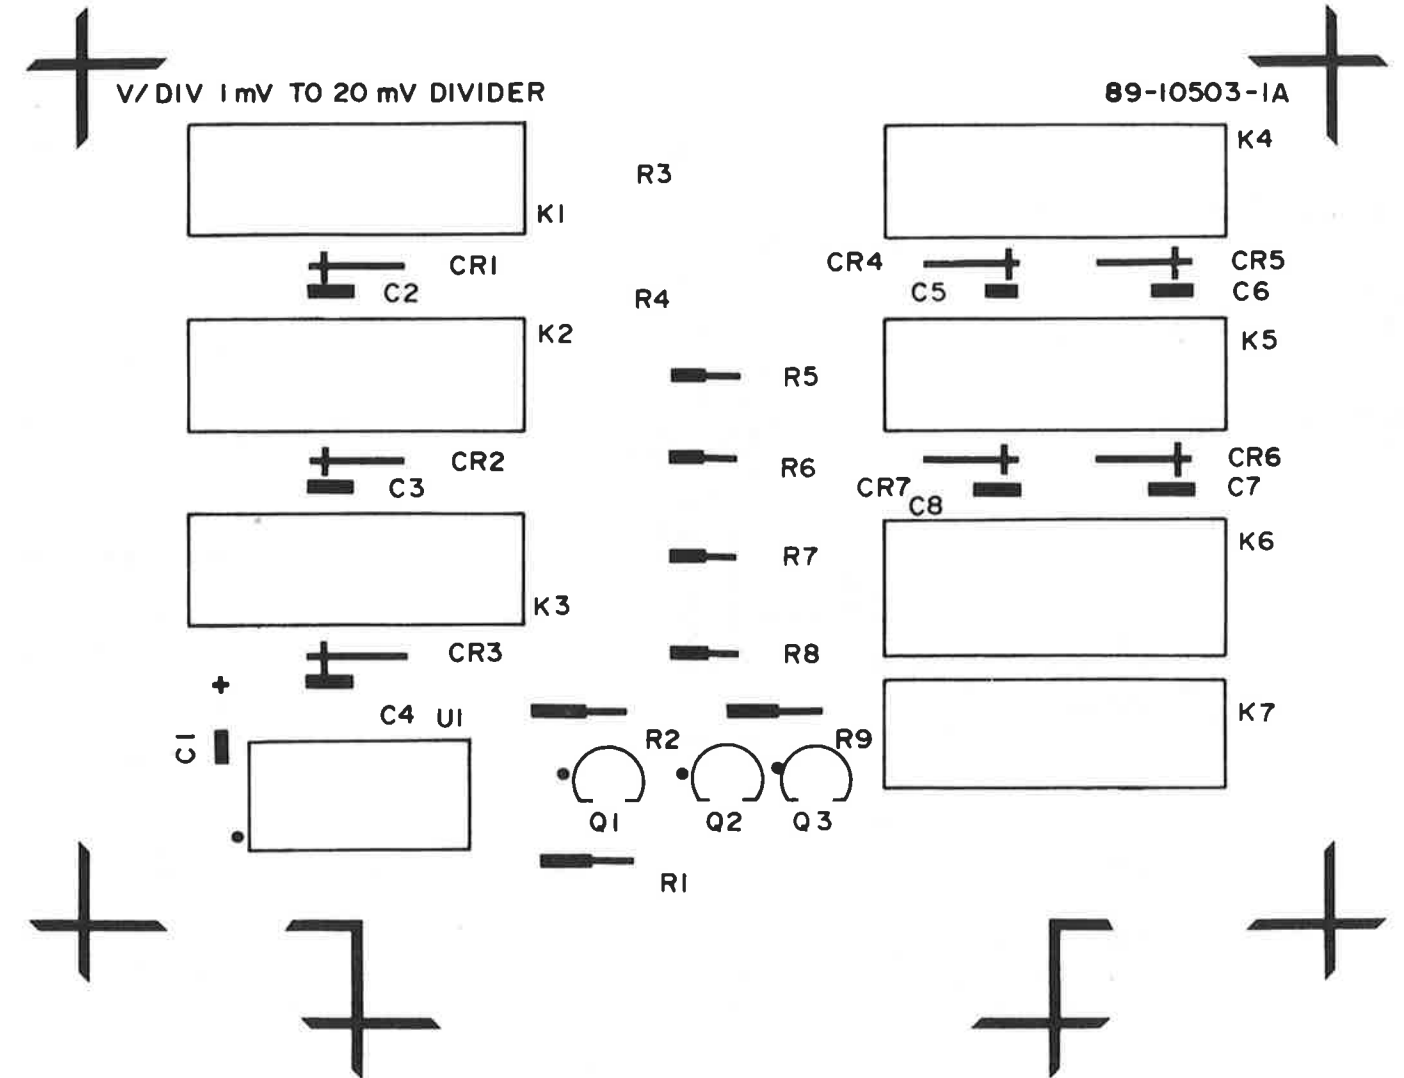 V/DIV 1mV TO 20 mV DIVIDER
89-10503-1A
K4
R3
K1
CR1
CR4
CR5
C2
C5
C6
R4
K2
K5
R5
CR2
R6
CR6
C3
CR7
C7
C8
K6
R7
K3
CR3
R8
C4
U1
K7
C1
R2
R9
Q1
Q2
Q3
R1
+